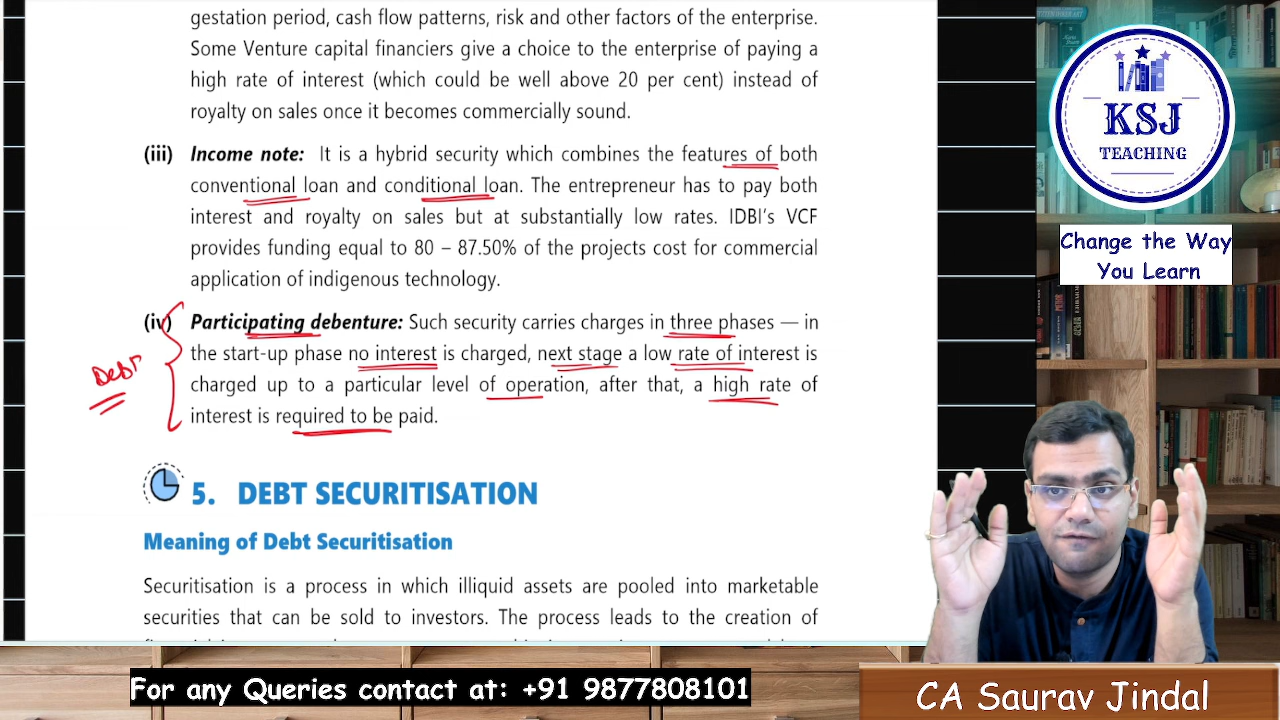 gestation period, cash flow patterns, risk and other factors of the enterprise.
Some Venture capital financiers give a choice to the enterprise of paying a
high rate of interest (which could be well above 20 per cent) instead of
royalty on sales once it becomes commercially sound.
(iii) Income note: It is a hybrid security which combines the features of both
conventional loan and conditional loan. The entrepreneur has to pay both
interest and royalty on sales but at substantially low rates. IDBI's VCF
provides funding equal to 80 – 87.50% of the projects cost for commercial
application of indigenous technology.
(iv) Participating debenture: Such security carries charges in three phases — in
the start-up phase no interest is charged, next stage a low rate of interest is
charged up to a particular level of operation, after that, a high rate of
interest is required to be paid.
Debt
5. DEBT SECURITISATION
Meaning of Debt Securitisation
Securitisation is a process in which illiquid assets are pooled into marketable
securities that can be sold to investors. The process leads to the creation of
KSJ
TEACHING
Change the Way
You Learn
For any Queries contact at: +91 9877808101
CA Saurav Jindal